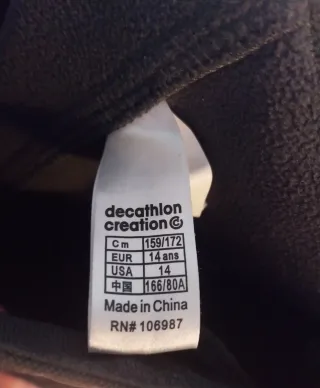 decathlon
creation
Cm 159/172
EUR 14 ans
USA 14
中国 166/80A
Made in China
RN# 106987